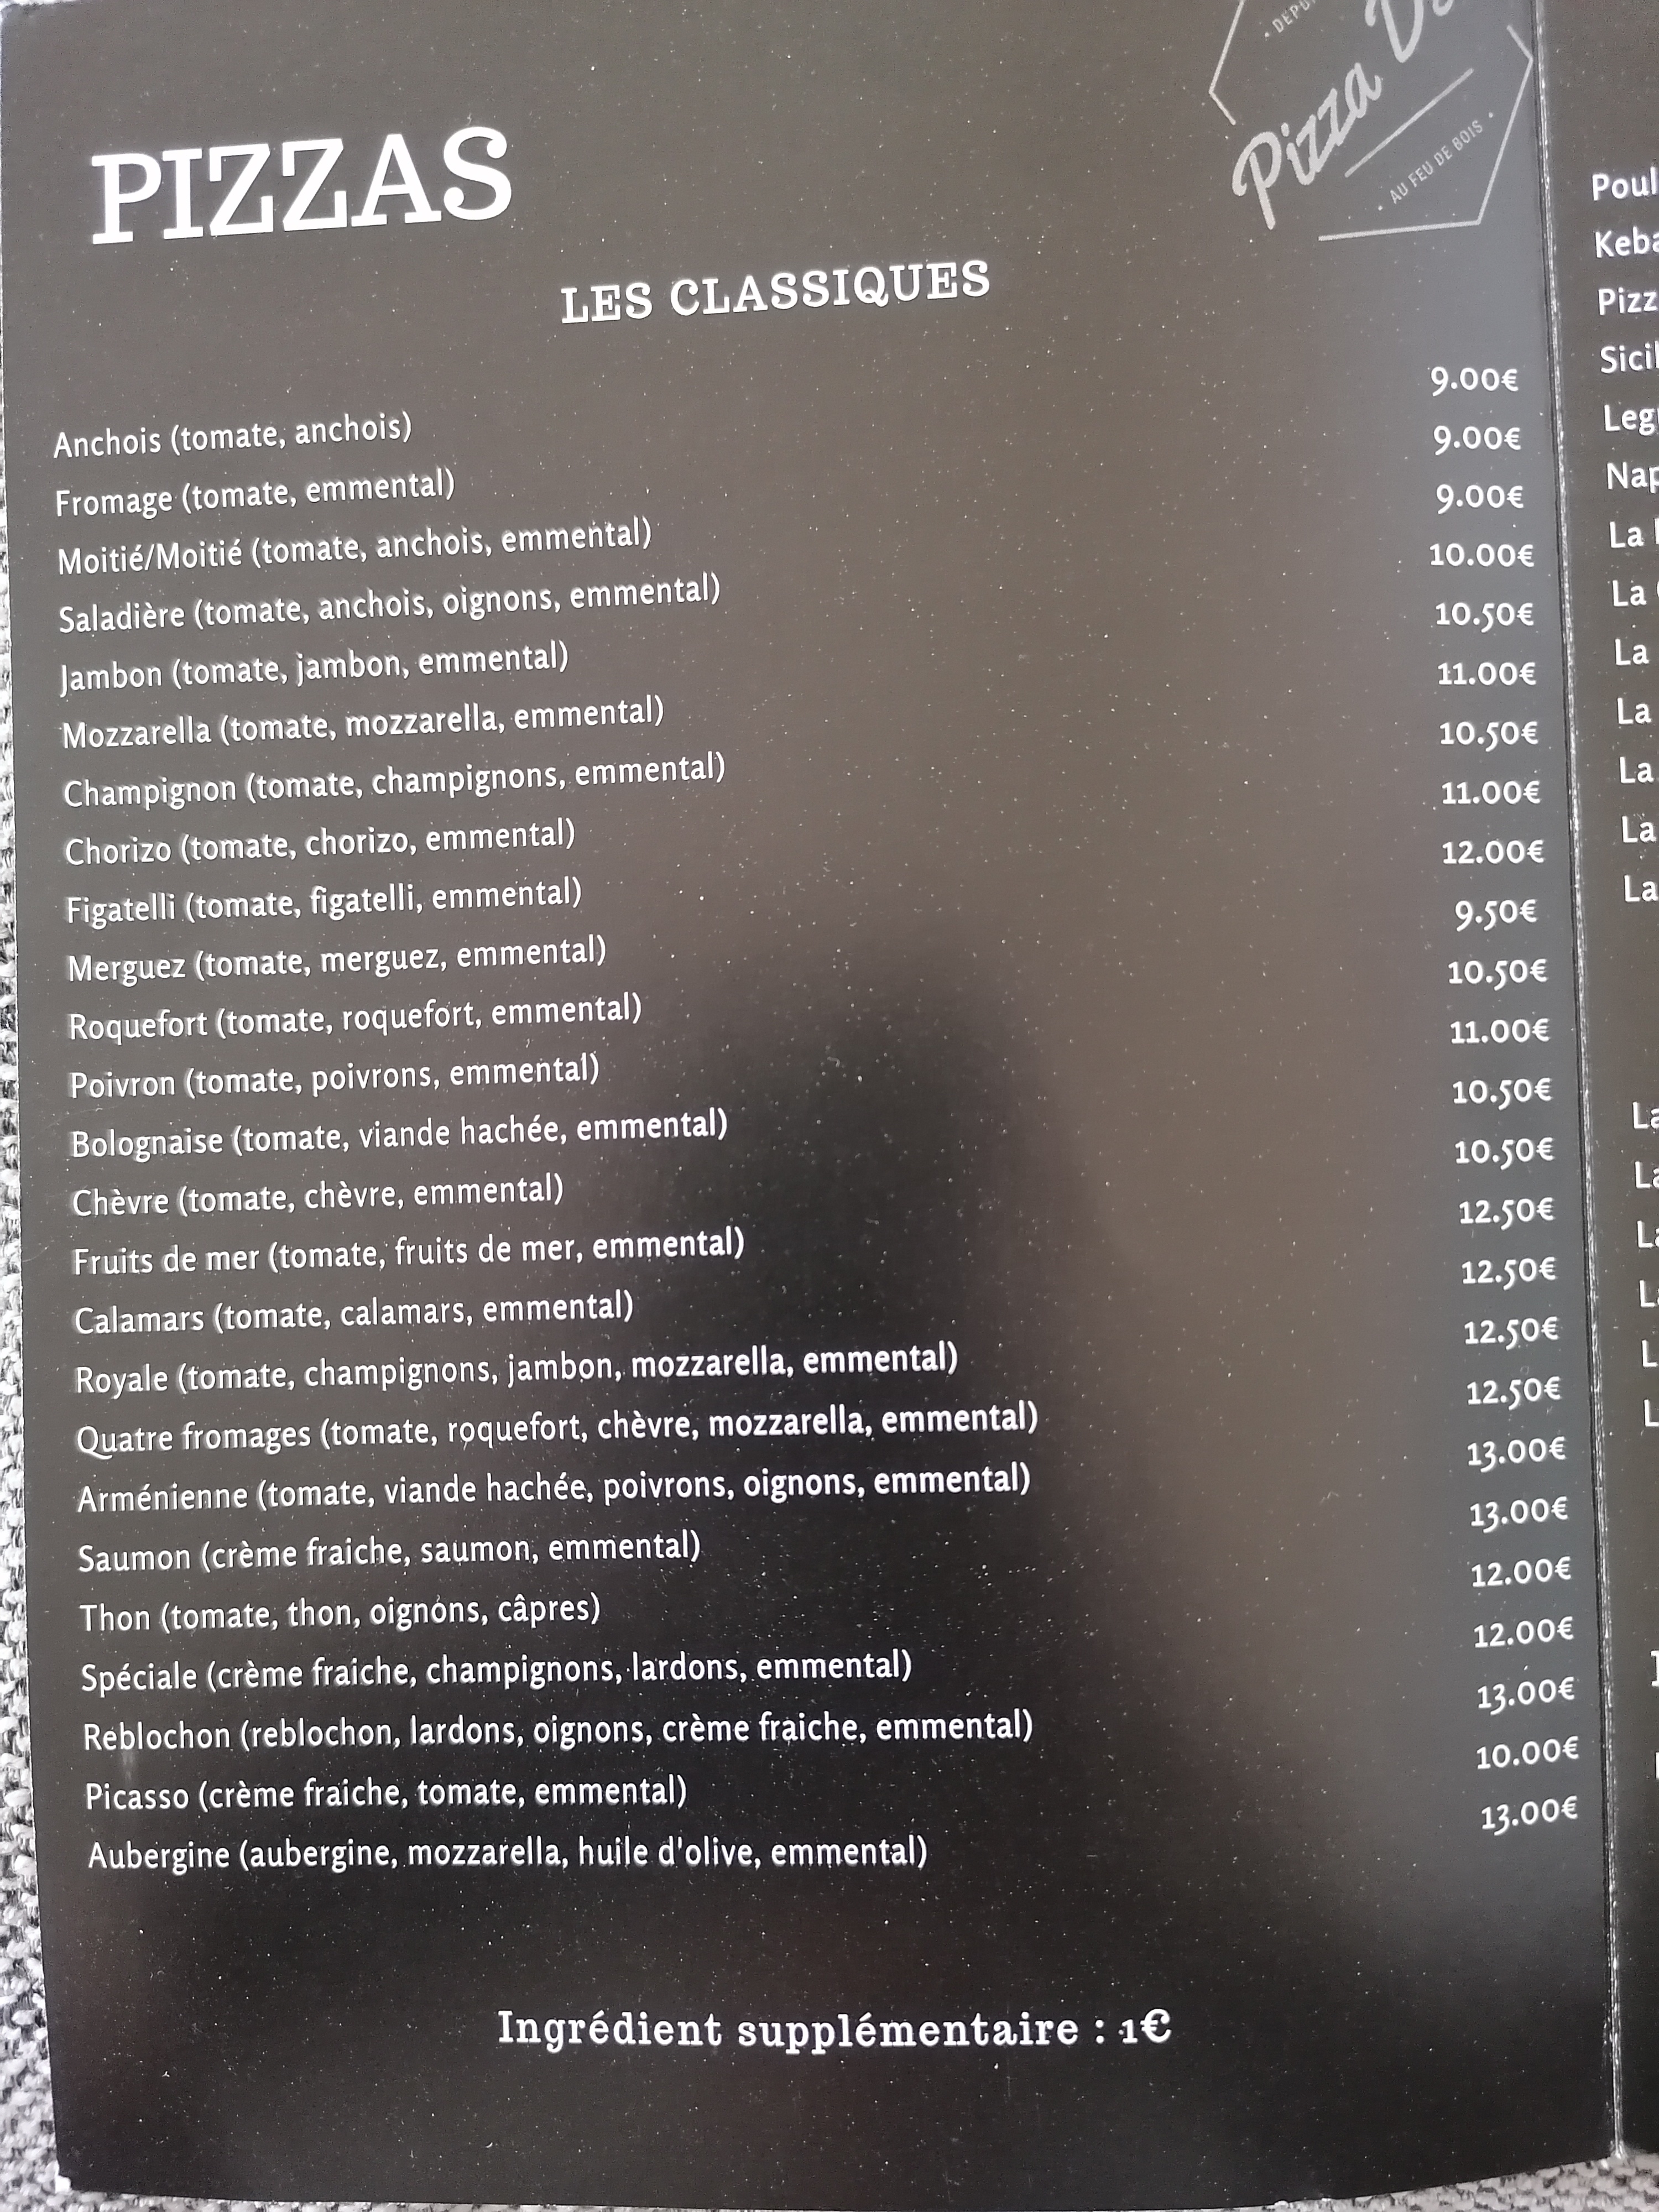 Pizza
• AU FEU DE BOIS •
PIZZAS
LES CLASSIQUES
Anchois (tomate, anchois) 9.00€
Fromage (tomate, emmental) 9.00€
Moitié/Moitié (tomate, anchois, emmental) 9.00€
Saladière (tomate, anchois, oignons, emmental) 10.00€
Jambon (tomate, jambon, emmental) 10.50€
Mozzarella (tomate, mozzarella, emmental) 11.00€
Champignon (tomate, champignons, emmental) 10.50€
Chorizo (tomate, chorizo, emmental) 11.00€
Figatelli (tomate, figatelli, emmental) 12.00€
Merguez (tomate, merguez, emmental) 9.50€
Roquefort (tomate, roquefort, emmental) 10.50€
Poivron (tomate, poivrons, emmental) 11.00€
Bolognaise (tomate, viande hachée, emmental) 10.50€
Chèvre (tomate, chèvre, emmental) 10.50€
Fruits de mer (tomate, fruits de mer, emmental) 12.50€
Calamars (tomate, calamars, emmental) 12.50€
Royale (tomate, champignons, jambon, mozzarella, emmental) 12.50€
Quatre fromages (tomate, roquefort, chèvre, mozzarella, emmental) 12.50€
Arménienne (tomate, viande hachée, poivrons, oignons, emmental) 13.00€
Saumon (crème fraiche, saumon, emmental) 13.00€
Thon (tomate, thon, oignons, câpres) 12.00€
Spéciale (crème fraiche, champignons, lardons, emmental) 12.00€
Reblochon (reblochon, lardons, oignons, crème fraiche, emmental) 13.00€
Picasso (crème fraiche, tomate, emmental) 10.00€
Aubergine (aubergine, mozzarella, huile d'olive, emmental) 13.00€
Ingrédient supplémentaire : 1€
La
La
La
La
La
La
La